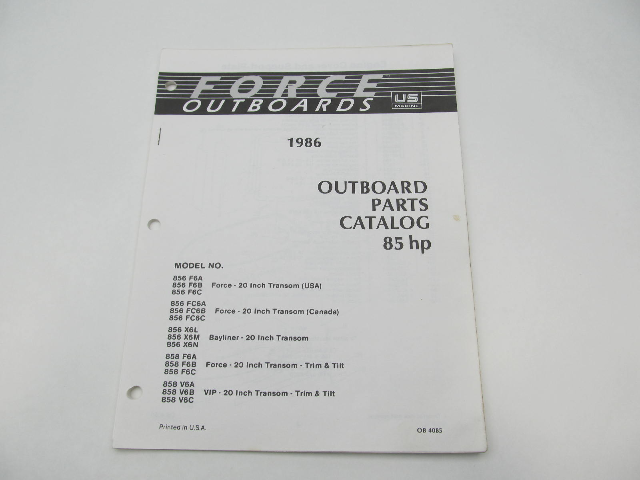 FORCE
OUTBOARDS
US
MARINE
1986
OUTBOARD
PARTS
CATALOG
85 hp
MODEL NO.
856 F6A
856 F6B Force - 20 Inch Transom (USA)
856 F6C
856 FC6A
856 FC6B Force - 20 Inch Transom (Canada)
856 FC6C
856 X6L
856 X6M Bayliner - 20 Inch Transom
856 X6N
858 F6A
858 F6B Force - 20 Inch Transom - Trim & Tilt
858 F6C
858 V6A
858 V6B VIP - 20 Inch Transom - Trim & Tilt
858 V6C
Printed in U.S.A.
OB 4085